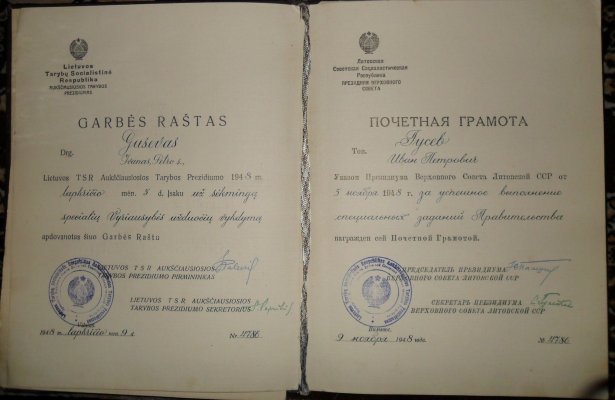 Lietuvos
Tarybų Socialistinė
Respublika
AUKŠČIAUSIOSIOS TARYBOS
PREZIDIUMAS
GARBĖS RAŠTAS
Guševas
Drg. Ivanas, Petro s.,
Lietuvos TSR Aukščiausiosios Tarybos Prezidiumo 1948 m.
lapkričio mėn. 5 d. Įsaku už sėkmingą
specialių Vyriausybės užduočių vykdymą
apdovanotas šiuo Garbės Raštu
LIETUVOS TSR AUKŠČIAUSIOSIOS
TARYBOS PREZIDIUMO PIRMININKAS
LIETUVOS TSR AUKŠČIAUSIOSIOS
TARYBOS PREZIDIUMO SEKRETORIUS
Vilnius
1948 lapkričio mėn. 9 d.
Nr 4786
Литовская
Советская Социалистическая
Республика
ПРЕЗИДИУМ ВЕРХОВНОГО
СОВЕТА
ПОЧЕТНАЯ ГРАМОТА
Гусев
Тов. Иван Петрович
Указом Президиума Верховного Совета Литовской ССР от
5 ноября 1948 г. за успешное выполнение
специальных заданий Правительства
награжден сей Почетной Грамотой.
ПРЕДСЕДАТЕЛЬ ПРЕЗИДИУМА
ВЕРХОВНОГО СОВЕТА ЛИТОВСКОЙ ССР
СЕКРЕТАРЬ ПРЕЗИДИУМА
ВЕРХОВНОГО СОВЕТА ЛИТОВСКОЙ ССР
Вильнюс
9 ноября 1948 года.
№ 4786